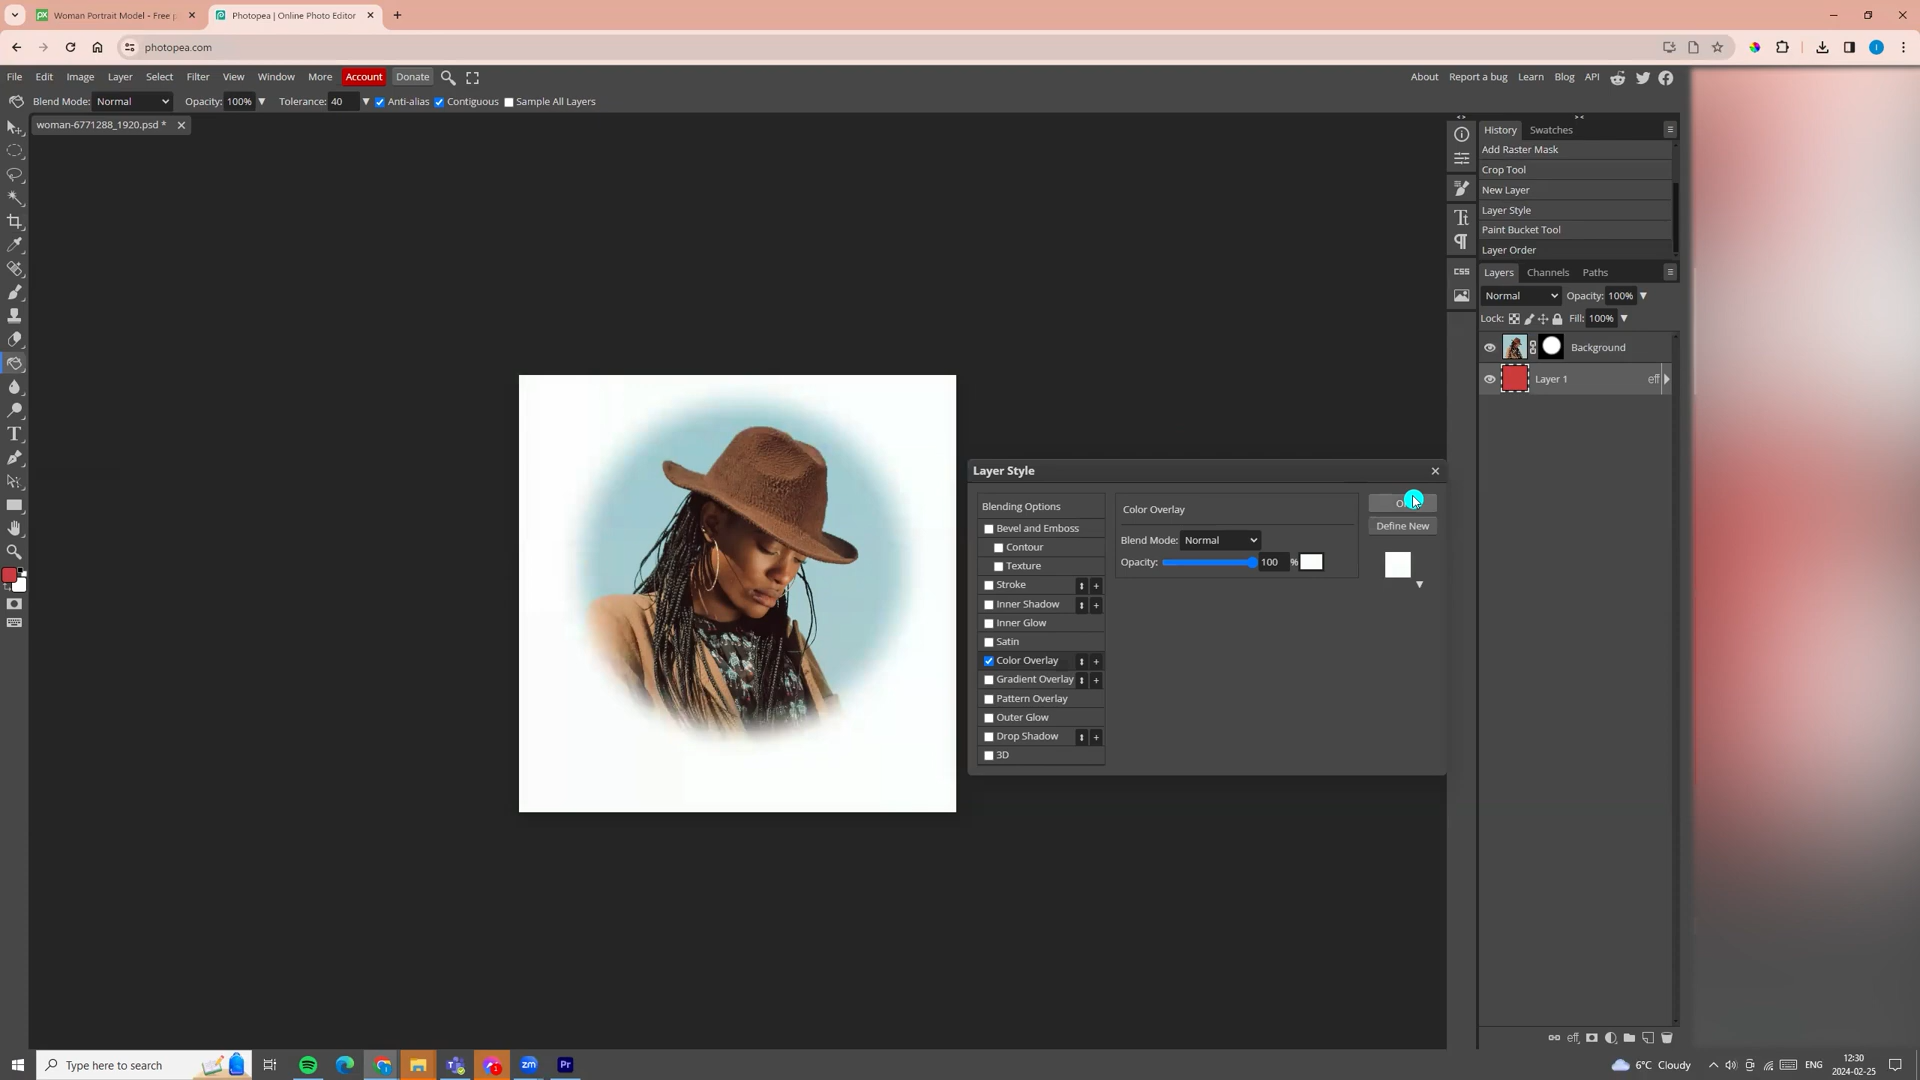 Woman Portrait Model - Free p
Photopea | Online Photo Editor
photopea.com
File Edit Image Layer Select Filter View Window More Account Donate
About Report a bug Learn Blog API
Blend Mode: Normal Opacity: 100% Tolerance: 40 Anti-alias Contiguous Sample All Layers
woman-6771288_1920.psd *
History Swatches
Add Raster Mask
Crop Tool
New Layer
Layer Style
Paint Bucket Tool
Layer Order
CSS
Layers Channels Paths
Normal Opacity: 100%
Lock: Fill: 100%
Background
Layer 1 eff
Layer Style
Blending Options
Bevel and Emboss
Contour
Texture
Stroke
Inner Shadow
Inner Glow
Satin
Color Overlay
Gradient Overlay
Pattern Overlay
Outer Glow
Drop Shadow
3D
Color Overlay
Blend Mode: Normal
Opacity: 100 %
Define New
eff
Type here to search
6°C Cloudy
ENG
12:30
2024-02-25